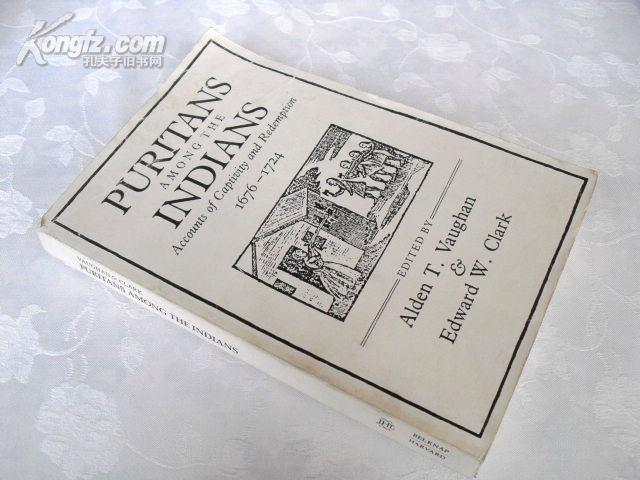 Kongfz.com
孔夫子旧书网
PURITANS
AMONG THE
INDIANS
Accounts of Captivity and Redemption
1676–1724
EDITED BY
Alden T. Vaughan
&
Edward W. Clark
VAUGHAN & CLARK
PURITANS AMONG THE INDIANS
BELKNAP
HARVARD